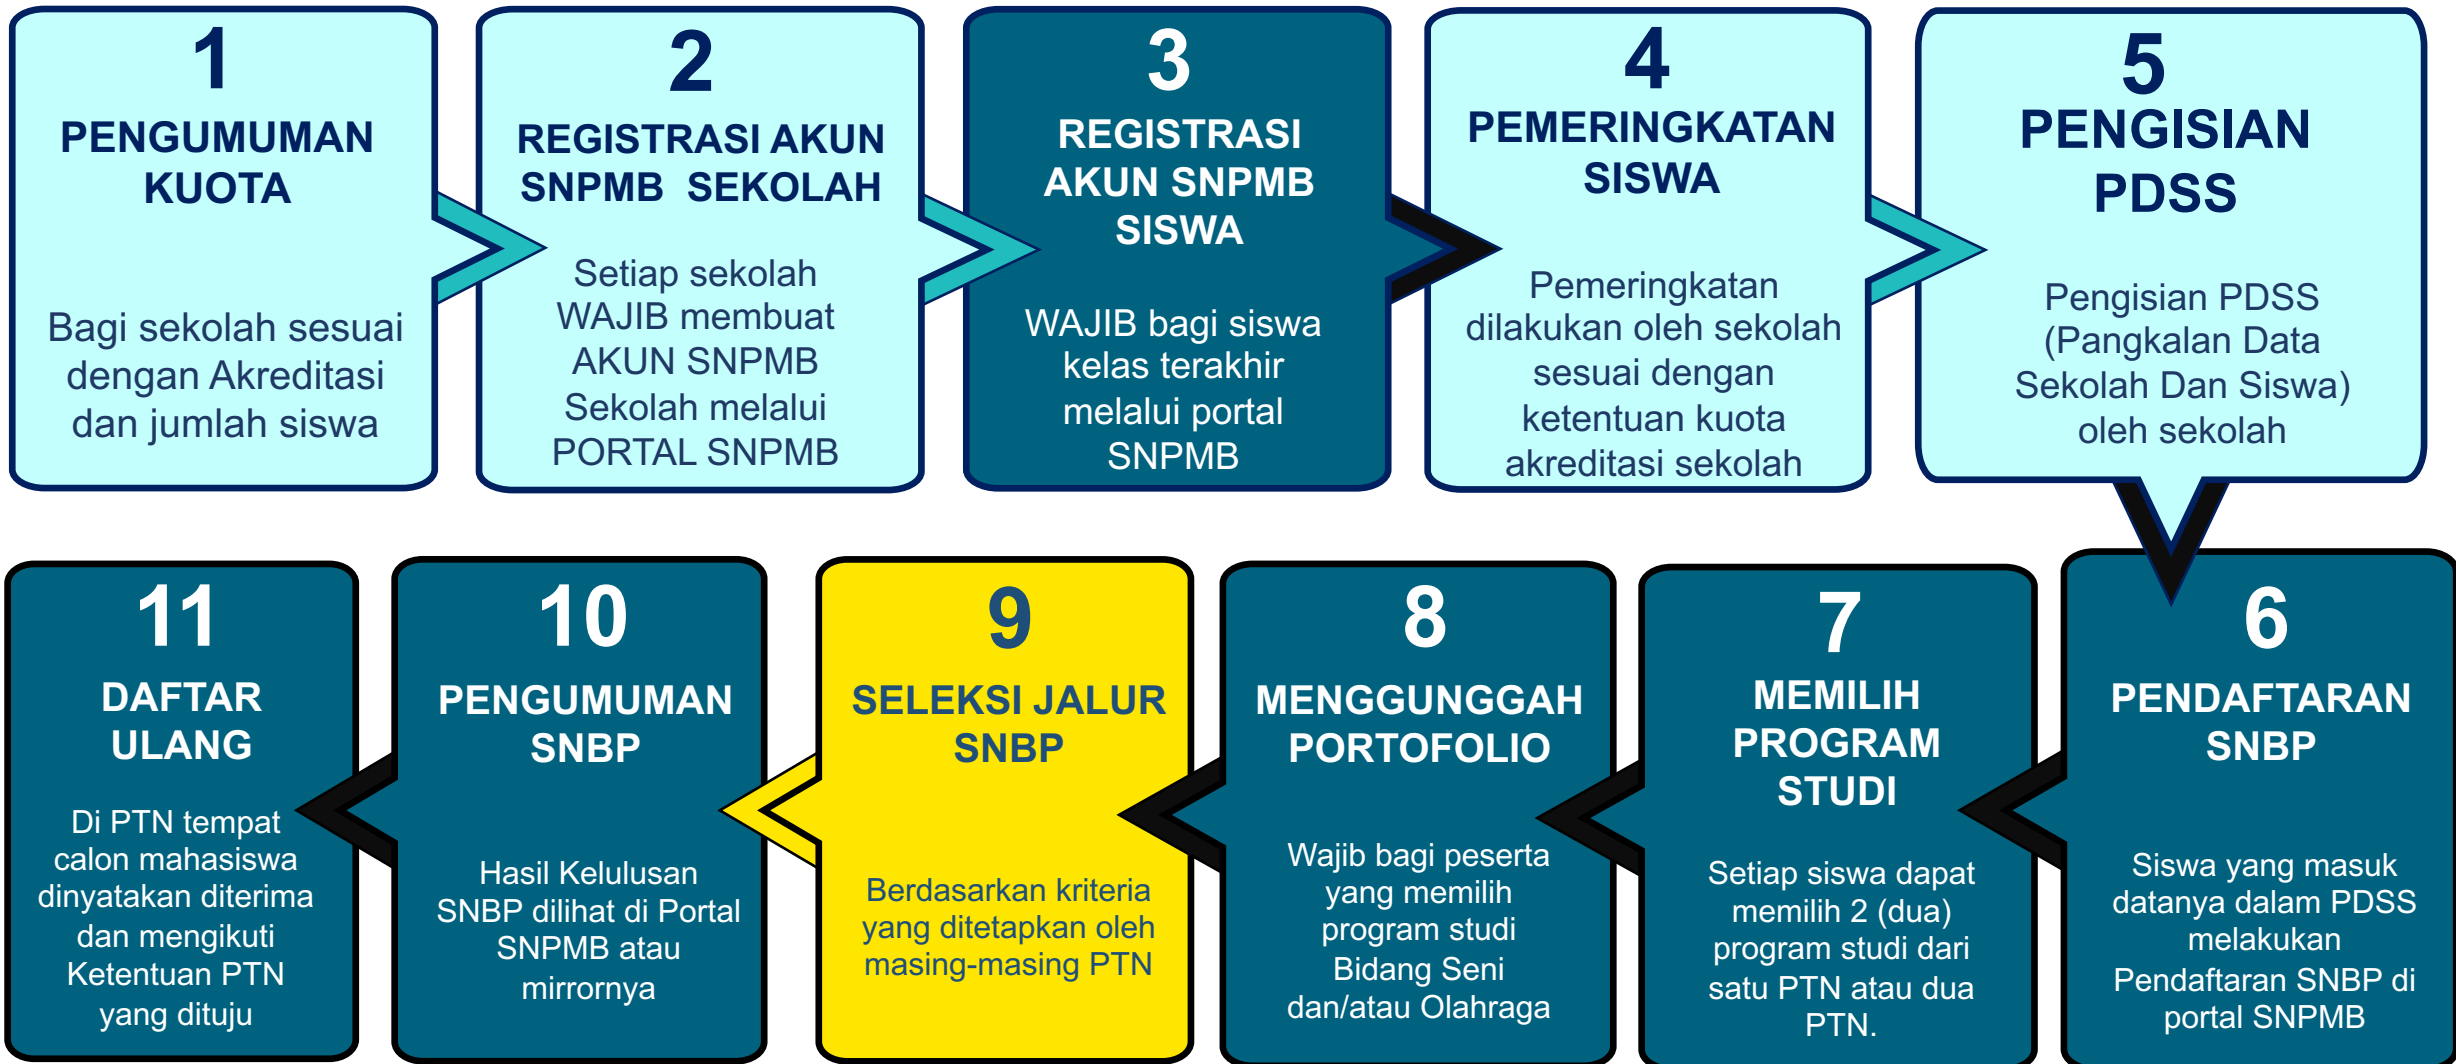 1
PENGUMUMAN
KUOTA
Bagi sekolah sesuai
dengan Akreditasi
dan jumlah siswa
2
REGISTRASI AKUN
SNPMB SEKOLAH
Setiap sekolah
WAJIB membuat
AKUN SNPMB
Sekolah melalui
PORTAL SNPMB
3
REGISTRASI
AKUN SNPMB
SISWA
WAJIB bagi siswa
kelas terakhir
melalui portal
SNPMB
4
PEMERINGKATAN
SISWA
Pemeringkatan
dilakukan oleh sekolah
sesuai dengan
ketentuan kuota
akreditasi sekolah
5
PENGISIAN
PDSS
Pengisian PDSS
(Pangkalan Data
Sekolah Dan Siswa)
oleh sekolah
6
PENDAFTARAN
SNBP
Siswa yang masuk
datanya dalam PDSS
melakukan
Pendaftaran SNBP di
portal SNPMB
7
MEMILIH
PROGRAM
STUDI
Setiap siswa dapat
memilih 2 (dua)
program studi dari
satu PTN atau dua
PTN.
8
MENGGUNGGAH
PORTOFOLIO
Wajib bagi peserta
yang memilih
program studi
Bidang Seni
dan/atau Olahraga
9
SELEKSI JALUR
SNBP
Berdasarkan kriteria
yang ditetapkan oleh
masing-masing PTN
10
PENGUMUMAN
SNBP
Hasil Kelulusan
SNBP dilihat di Portal
SNPMB atau
mirrornya
11
DAFTAR
ULANG
Di PTN tempat
calon mahasiswa
dinyatakan diterima
dan mengikuti
Ketentuan PTN
yang dituju